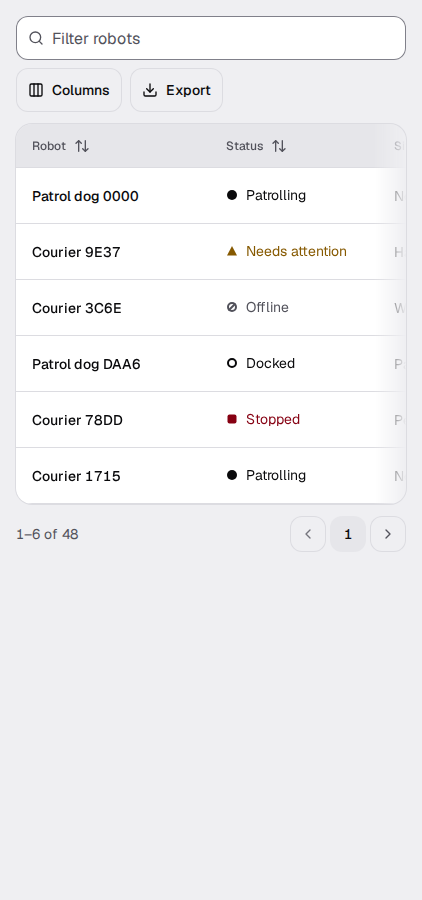 Filter robots
Columns Export
Robot Status
Patrol dog 0000 Patrolling
Courier 9E37 Needs attention
Courier 3C6E Offline
Patrol dog DAA6 Docked
Courier 78DD Stopped
Courier 1715 Patrolling
1–6 of 48 1